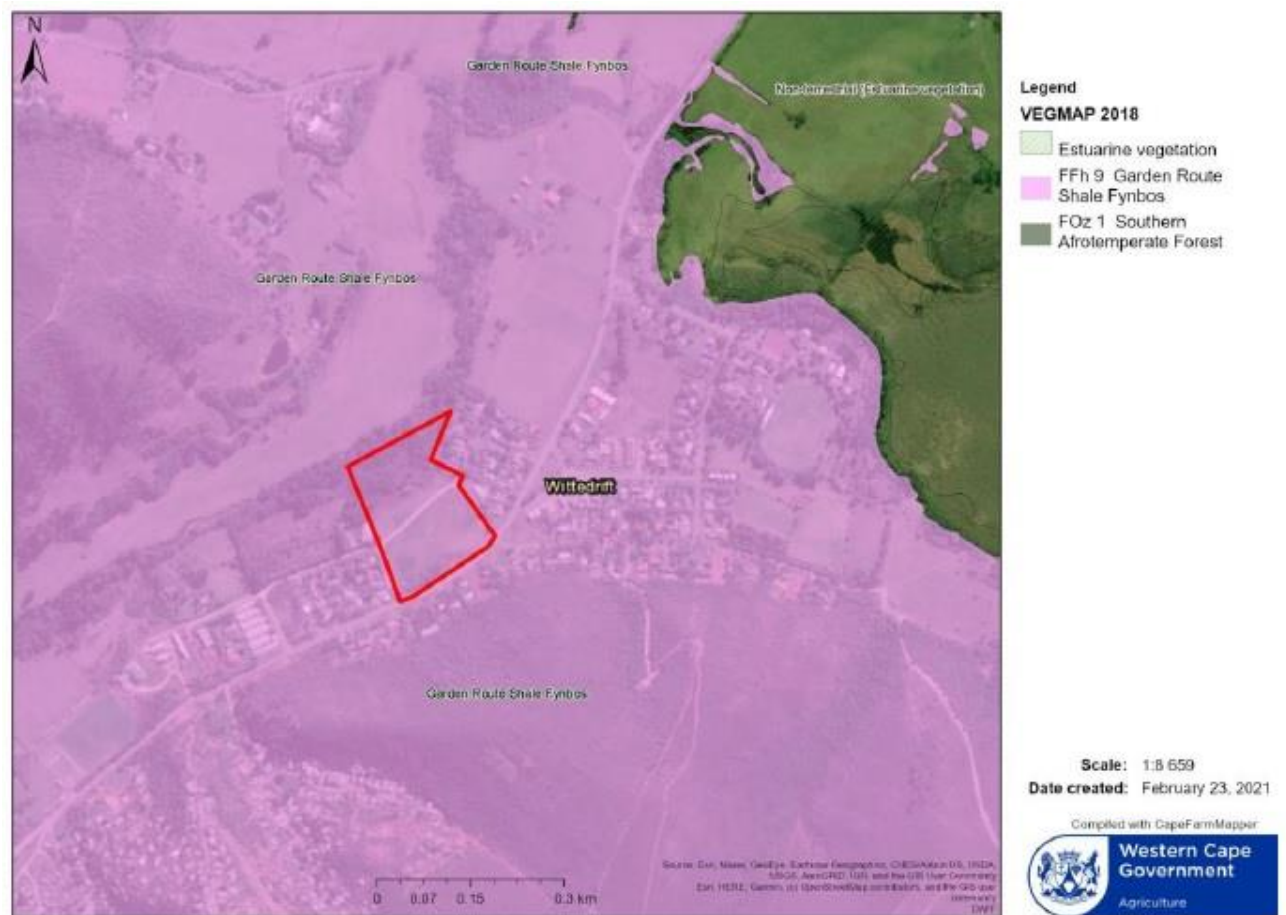 N
Garden Route Shale Fynbos
Non-terrestrial (Estuarine vegetation)
Garden Route Shale Fynbos
Wittedrift
Garden Route Shale Fynbos
0 0.07 0.15 0.3 km
Legend
VEGMAP 2018
Estuarine vegetation
FFh 9 Garden Route
Shale Fynbos
FOz 1 Southern
Afrotemperate Forest
Scale: 1:8 659
Date created: February 23, 2021
Compiled with CapeFarmMapper
Western Cape
Government
Agriculture